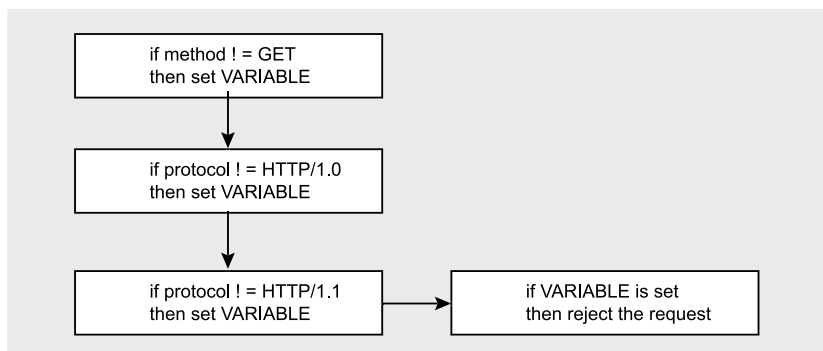 if method ! = GET
then set VARIABLE
if protocol ! = HTTP/1.0
then set VARIABLE
if protocol ! = HTTP/1.1
then set VARIABLE
if VARIABLE is set
then reject the request